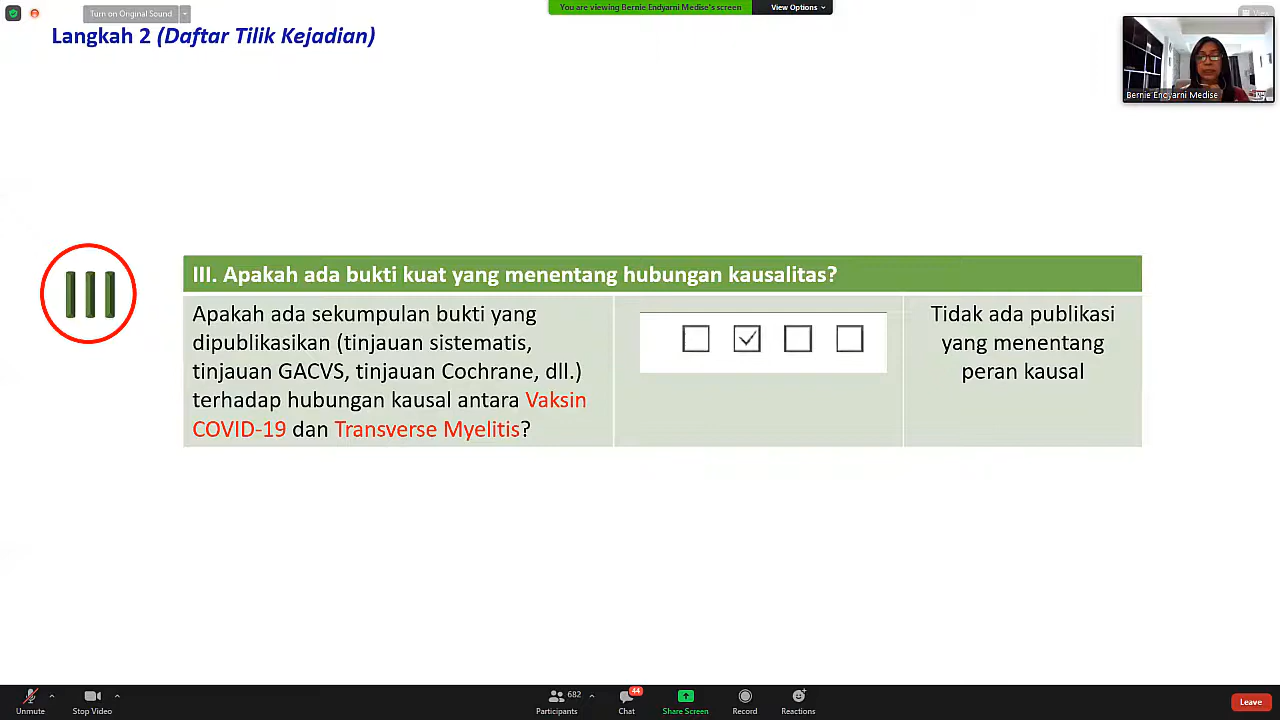 Turn on Original Sound
You are viewing Bernie Endyarni Medise's screen
View Options
View
Langkah 2 (Daftar Tilik Kejadian)
Bernie Endyarni Medise
III. Apakah ada bukti kuat yang menentang hubungan kausalitas?
Apakah ada sekumpulan bukti yang
dipublikasikan (tinjauan sistematis,
tinjauan GACVS, tinjauan Cochrane, dll.)
terhadap hubungan kausal antara Vaksin
COVID-19 dan Transverse Myelitis?
Tidak ada publikasi
yang menentang
peran kausal
III
Unmute
Stop Video
682
Participants
44
Chat
Share Screen
Record
Reactions
Leave